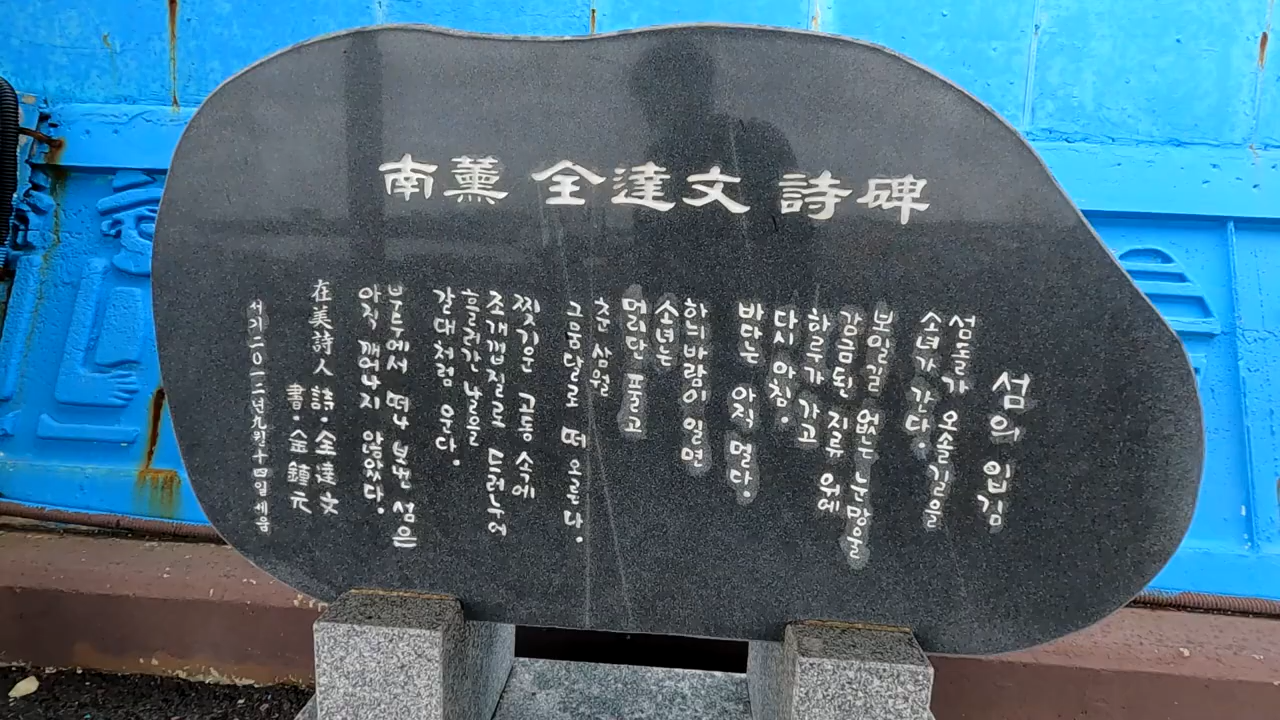 南薰 全達文 詩碑
섬의 입김
섬돌가 오솔길을
소녀가 간다.
보일길 없는 눈망울
감금된 지류 위에
하루가 가고
다시 아침.
바다는 아직 멀다.
하늬바람이 일면
소녀는
머리단 풀고
춘 삼월
그믐달로 떠 오른다.
찢기운 고동 속에
조개껍질로 드러누어
흘러간 날을
갈대처럼 운다.
부두에서 떠나 보낸 섬은
아직 깨어나지 않았다.
在美詩人 詩·全達文
書·金鍾元
서기 二0一二년九월十四일 세움